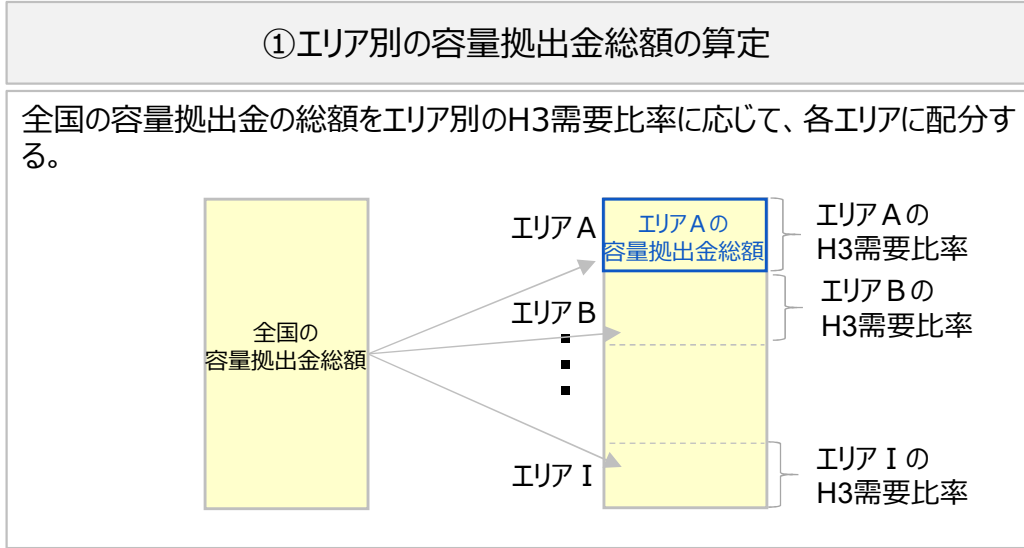 ①エリア別の容量拠出金総額の算定
全国の容量拠出金の総額をエリア別のH3需要比率に応じて、各エリアに配分す
る。
エリアA
エリアAの
容量拠出金総額
エリアAの
H3需要比率
エリアB
エリアBの
H3需要比率
全国の
容量拠出金総額
エリアI
エリアIの
H3需要比率